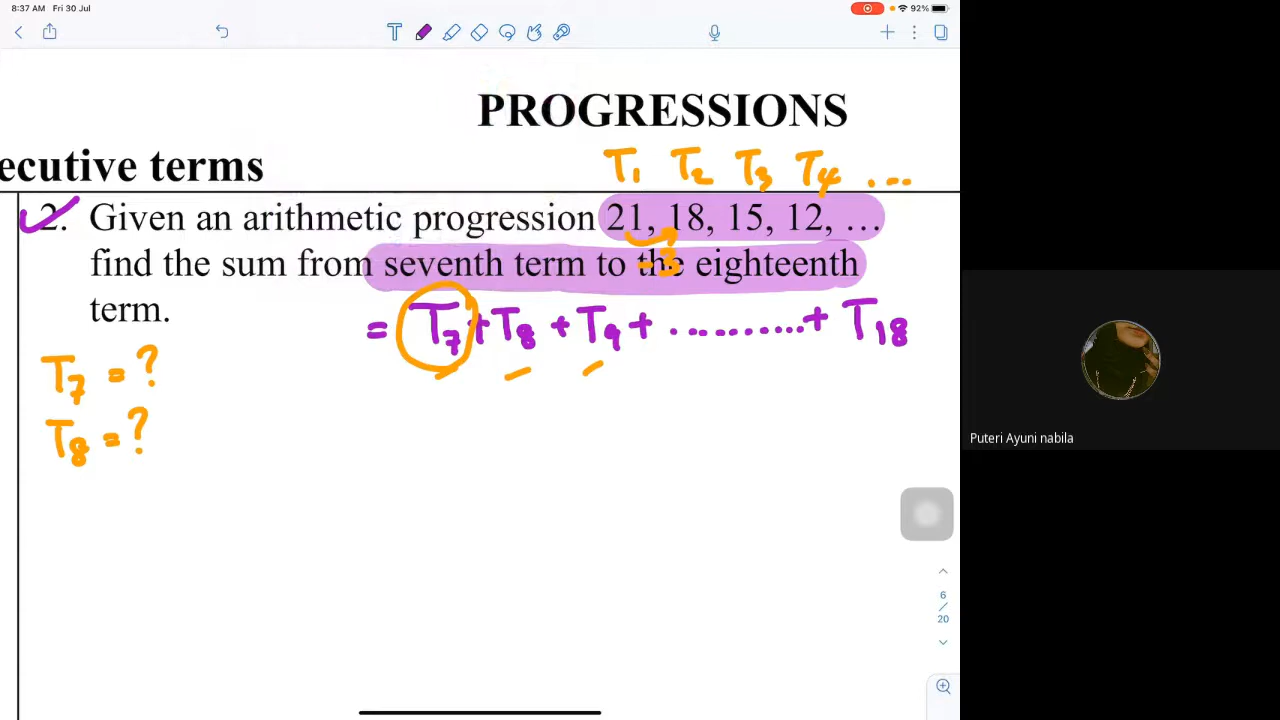 8:37 AM Fri 30 Jul
92%
T
PROGRESSIONS
ecutive terms
T1 T2 T3 T4 ...
2. Given an arithmetic progression 21, 18, 15, 12, …
-3
find the sum from seventh term to the eighteenth
term.
= T7 + T8 + T9 + ........... + T18
T7 = ?
T8 = ?
Puteri Ayuni nabila
6
/
20